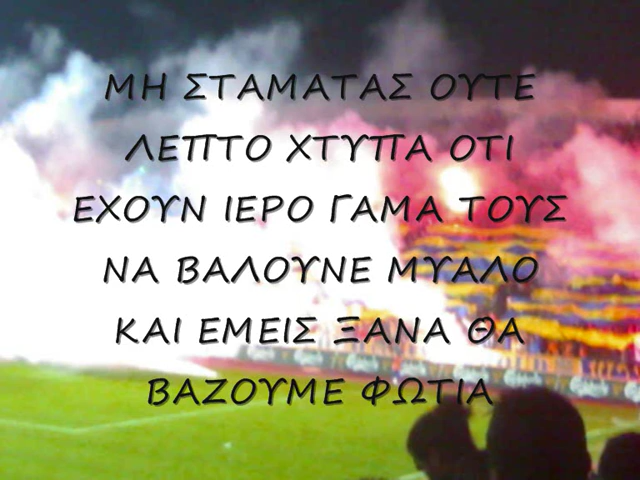 ΜΗ ΣΤΑΜΑΤΑΣ ΟΥΤΕ
ΛΕΠΤΟ ΧΤΥΠΑ ΟΤΙ
ΕΧΟΥΝ ΙΕΡΟ ΓΑΜΑ ΤΟΥΣ
ΝΑ ΒΑΛΟΥΝΕ ΜΥΑΛΟ
ΚΑΙ ΕΜΕΙΣ ΞΑΝΑ ΘΑ
ΒΑΖΟΥΜΕ ΦΩΤΙΑ